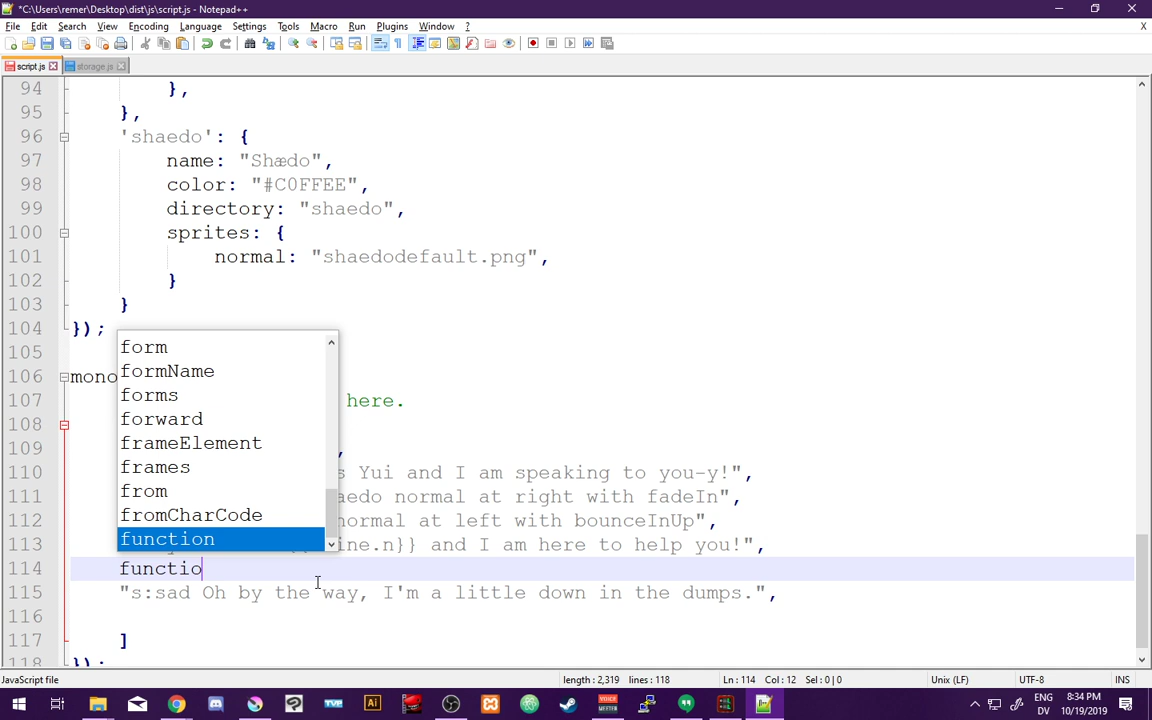 *C:\Users\remer\Desktop\dist\js\script.js - Notepad++
File Edit Search View Encoding Language Settings Tools Macro Run Plugins Window ? X
script.js storage.js
94 },
95 },
96 'shaedo': {
97 name: "Shædo",
98 color: "#C0FFEE",
99 directory: "shaedo",
100 sprites: {
101 normal: "shaedodefault.png",
102 }
103 }
104 });
105
106 mono
107 here.
108
109 ,
110 s Yui and I am speaking to you-y!",
111 aedo normal at right with fadeIn",
112 normal at left with bounceInUp",
113 ine.n}} and I am here to help you!",
114 functio
115 "s:sad Oh by the way, I'm a little down in the dumps.",
116
117 ]
118 });
form
formName
forms
forward
frameElement
frames
from
fromCharCode
function
JavaScript file length : 2,319 lines : 118 Ln : 114 Col : 12 Sel : 0 | 0 Unix (LF) UTF-8 INS
ENG 8:34 PM
DV 10/19/2019